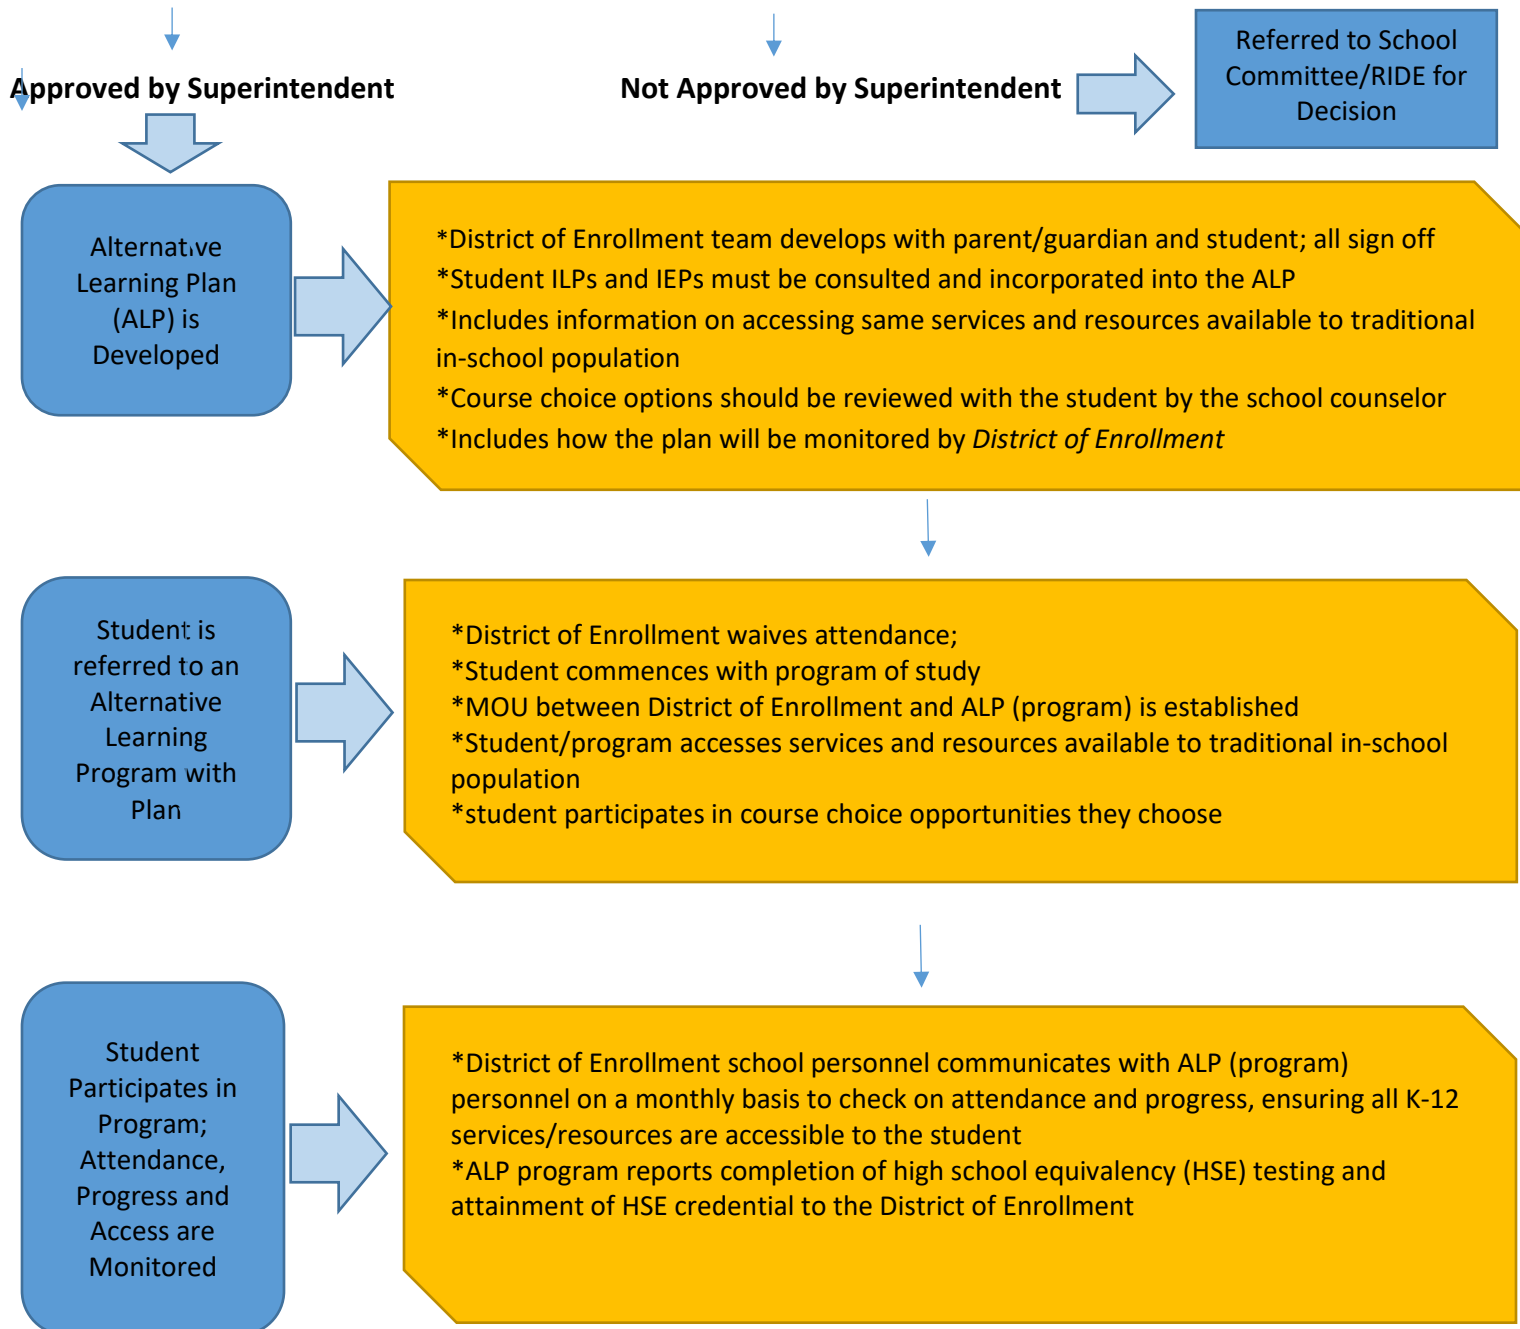 Approved by Superintendent
Not Approved by Superintendent
Referred to School
Committee/RIDE for
Decision
Alternative
Learning Plan
(ALP) is
Developed
*District of Enrollment team develops with parent/guardian and student; all sign off
*Student ILPs and IEPs must be consulted and incorporated into the ALP
*Includes information on accessing same services and resources available to traditional
in-school population
*Course choice options should be reviewed with the student by the school counselor
*Includes how the plan will be monitored by District of Enrollment
Student is
referred to an
Alternative
Learning
Program with
Plan
*District of Enrollment waives attendance;
*Student commences with program of study
*MOU between District of Enrollment and ALP (program) is established
*Student/program accesses services and resources available to traditional in-school
population
*student participates in course choice opportunities they choose
Student
Participates in
Program;
Attendance,
Progress and
Access are
Monitored
*District of Enrollment school personnel communicates with ALP (program)
personnel on a monthly basis to check on attendance and progress, ensuring all K-12
services/resources are accessible to the student
*ALP program reports completion of high school equivalency (HSE) testing and
attainment of HSE credential to the District of Enrollment